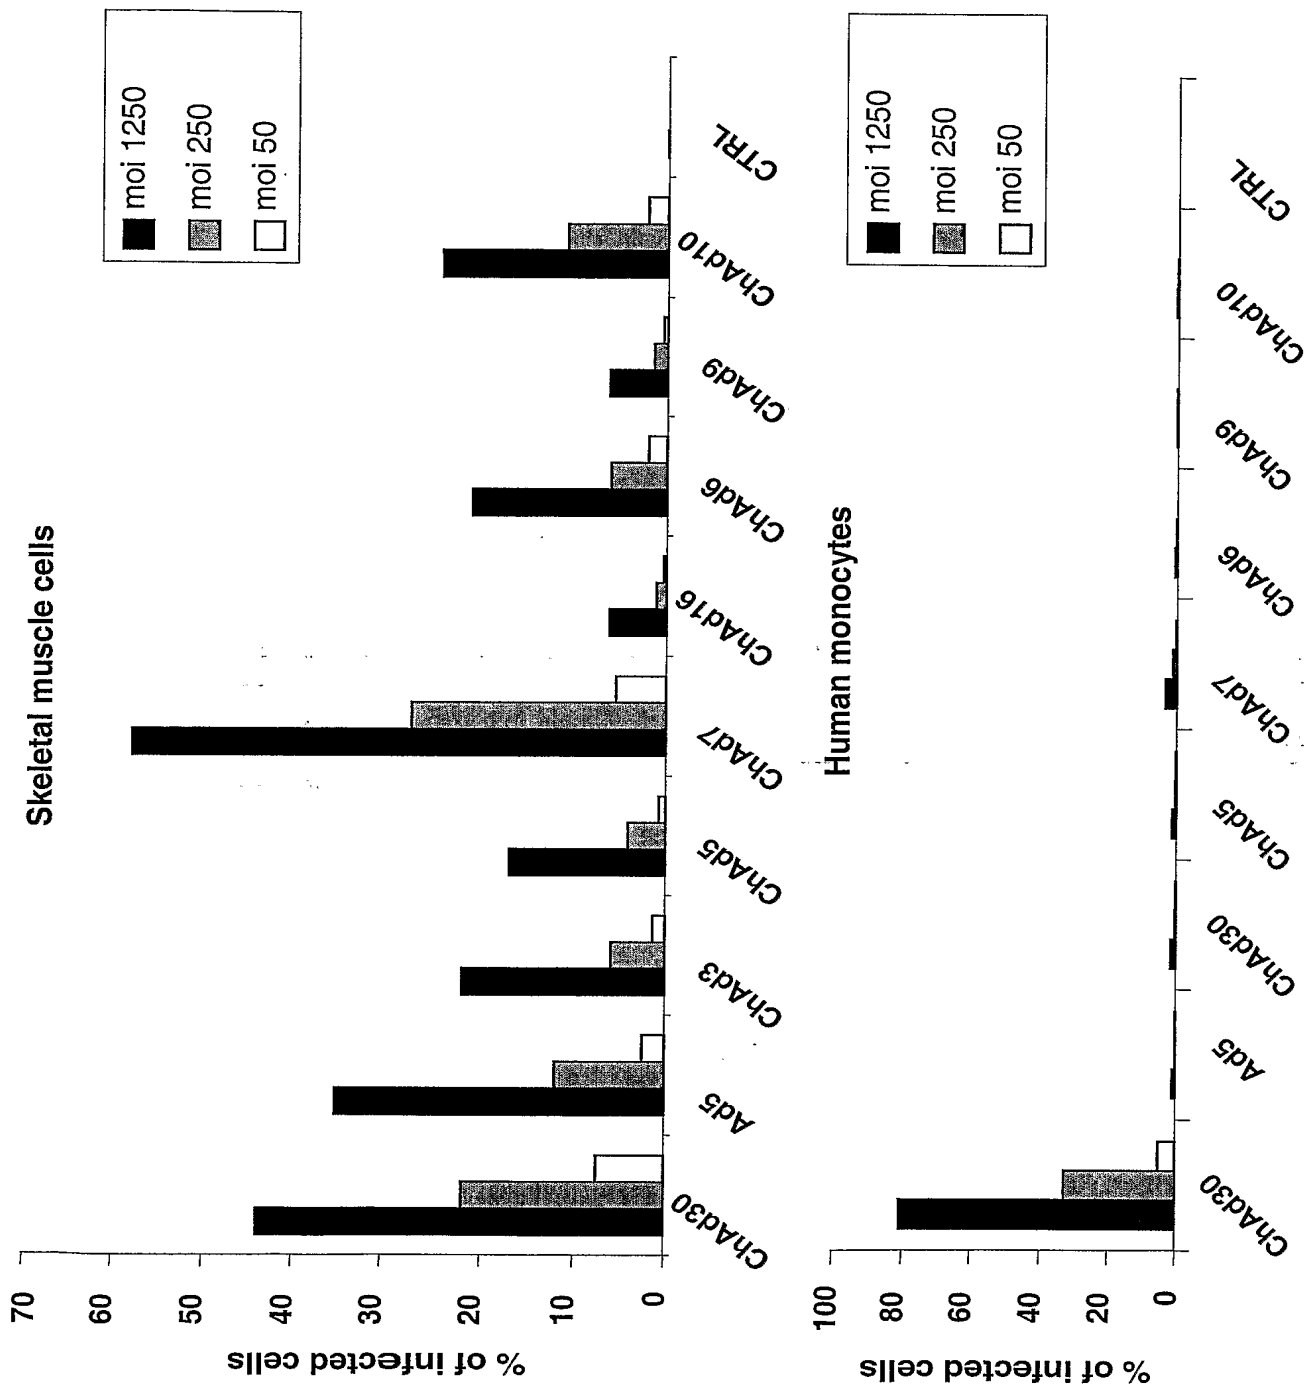 Skeletal muscle cells
moi 1250
moi 250
moi 50
% of infected cells
70
60
50
40
30
20
10
0
ChAd30
Ad5
ChAd3
ChAd5
ChAd7
ChAd16
ChAd6
ChAd9
ChAd10
CTRL
Human monocytes
moi 1250
moi 250
moi 50
% of infected cells
100
80
60
40
20
0
ChAd30
Ad5
ChAd30
ChAd5
ChAd7
ChAd6
ChAd9
ChAd10
CTRL